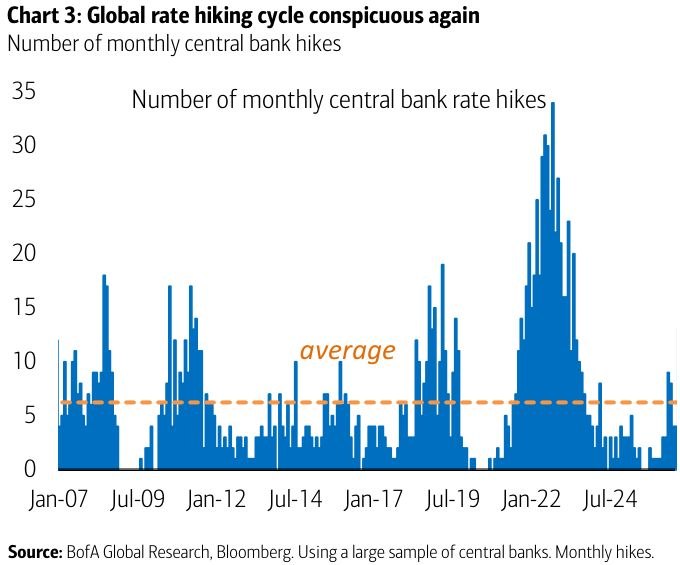 Chart 3: Global rate hiking cycle conspicuous again
Number of monthly central bank hikes
35
Number of monthly central bank rate hikes
30
25
20
15
average
10
5
0
Jan-07 Jul-09 Jan-12 Jul-14 Jan-17 Jul-19 Jan-22 Jul-24
Source: BofA Global Research, Bloomberg. Using a large sample of central banks. Monthly hikes.